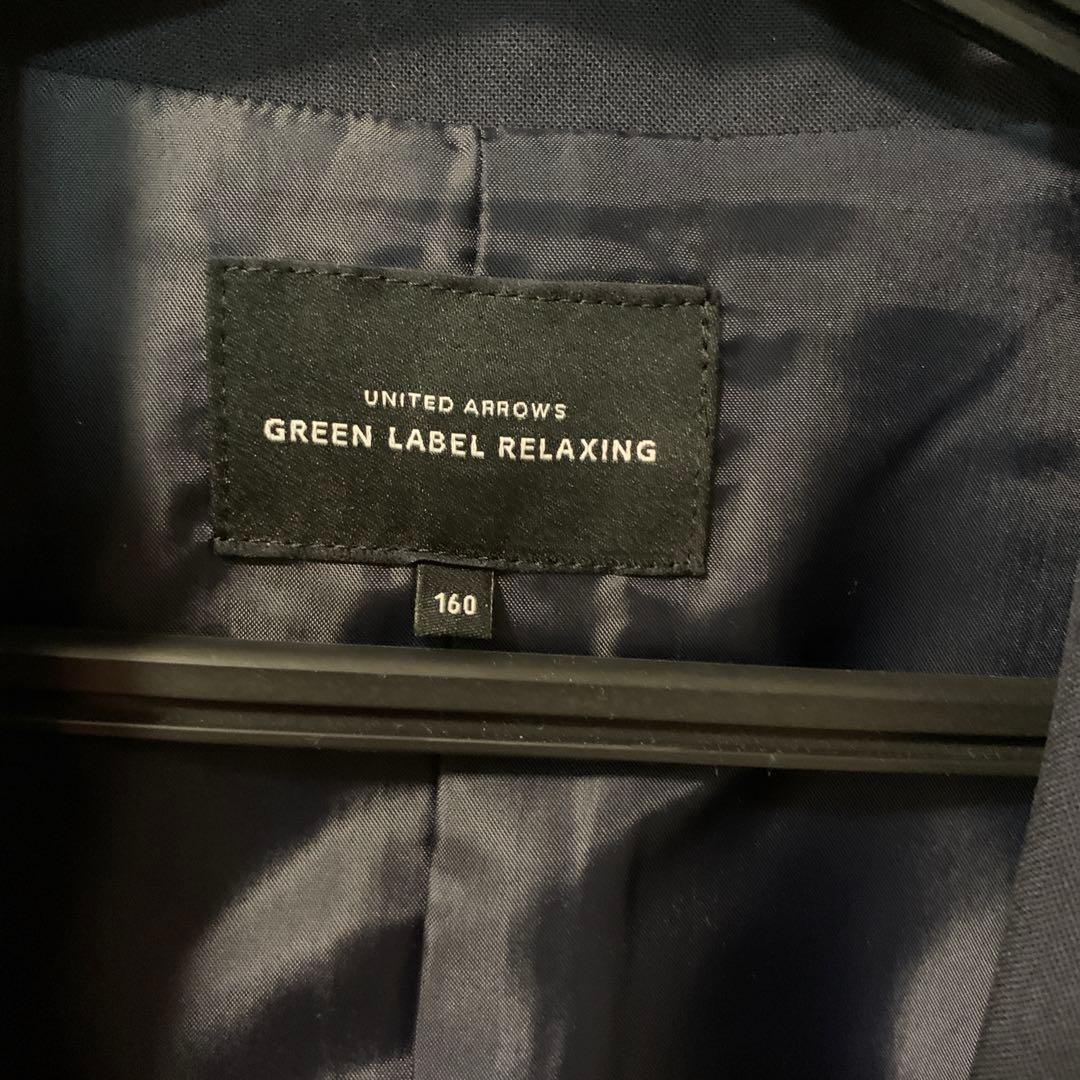 UNITED ARROWS
GREEN LABEL RELAXING
160